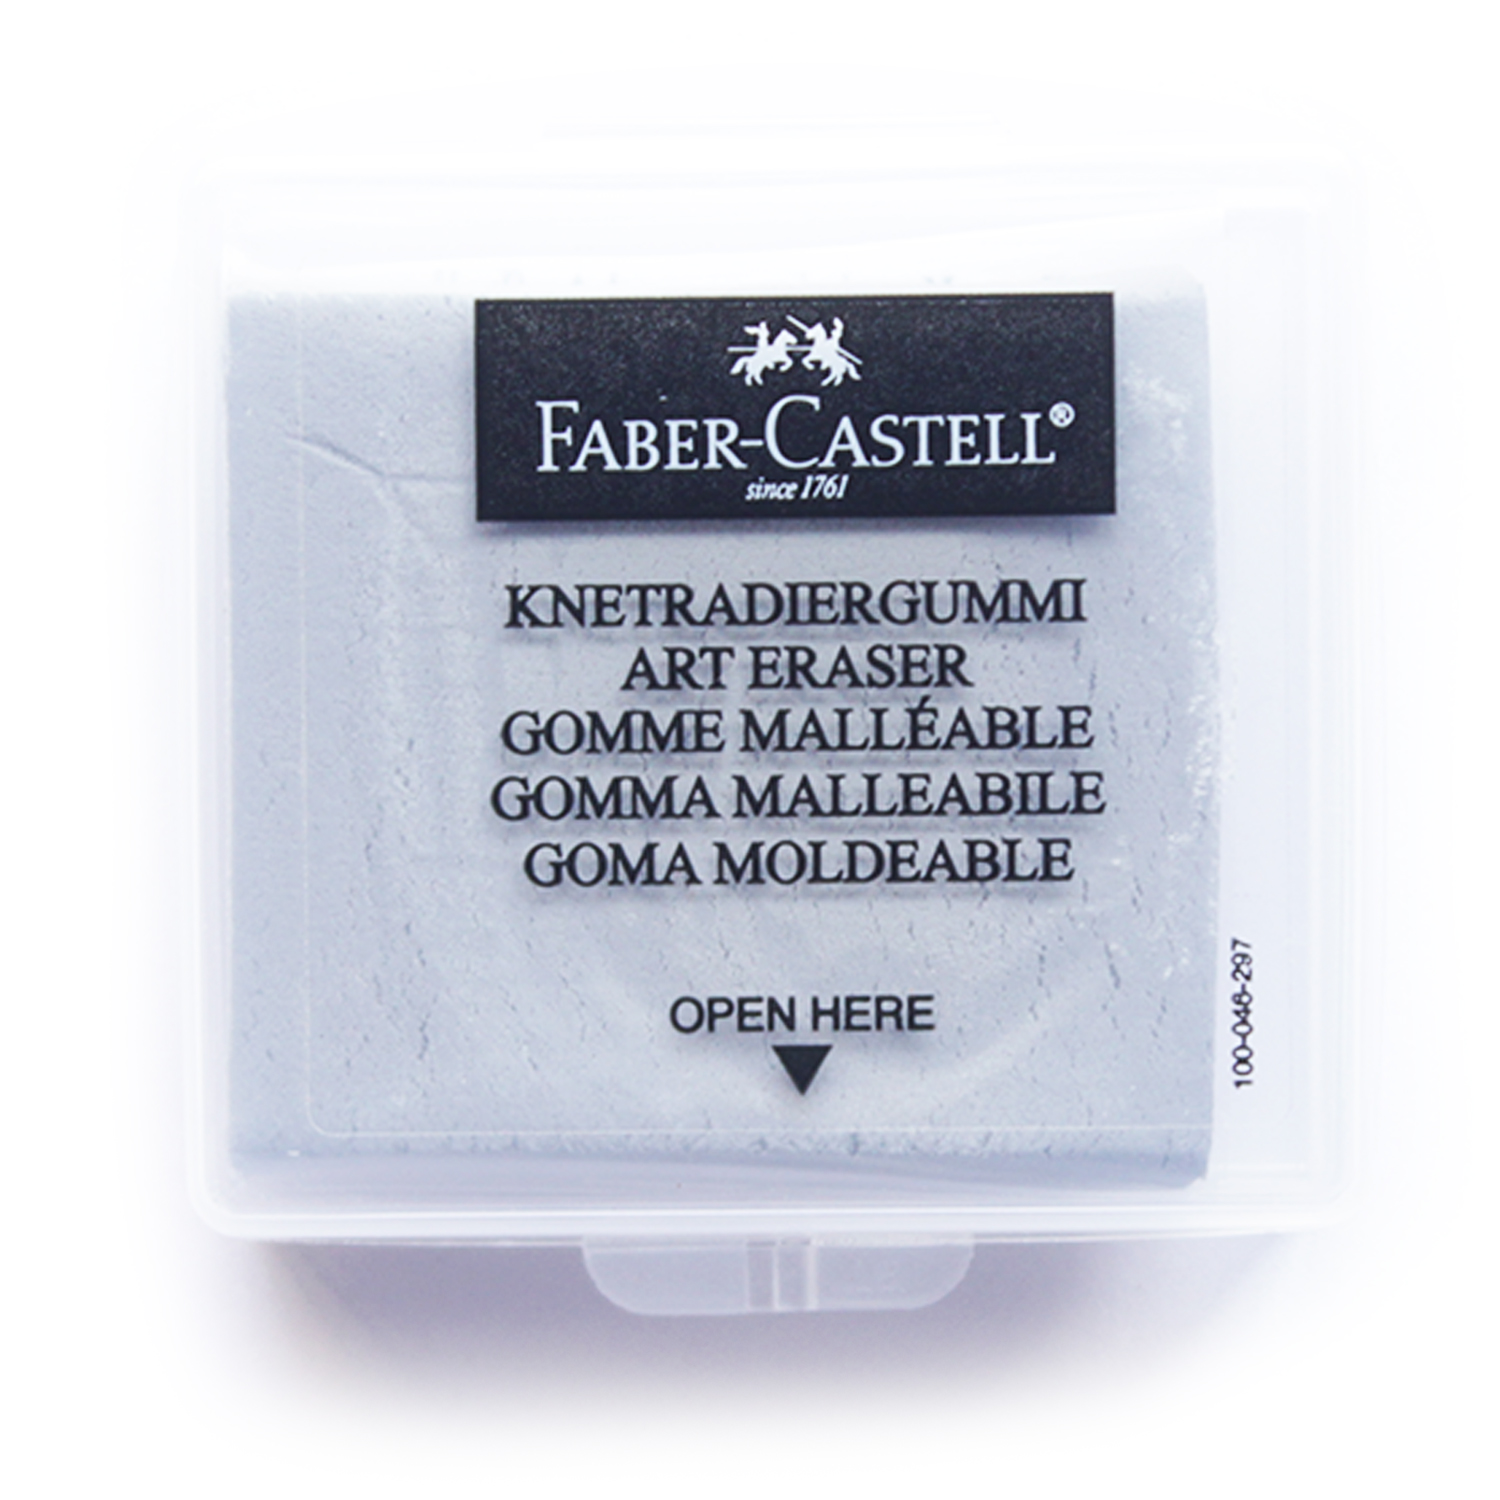 FABER-CASTELL®
since 1761
KNETRADIERGUMMI
ART ERASER
GOMME MALLÉABLE
GOMMA MALLEABILE
GOMA MOLDEABLE
OPEN HERE
100-046-297